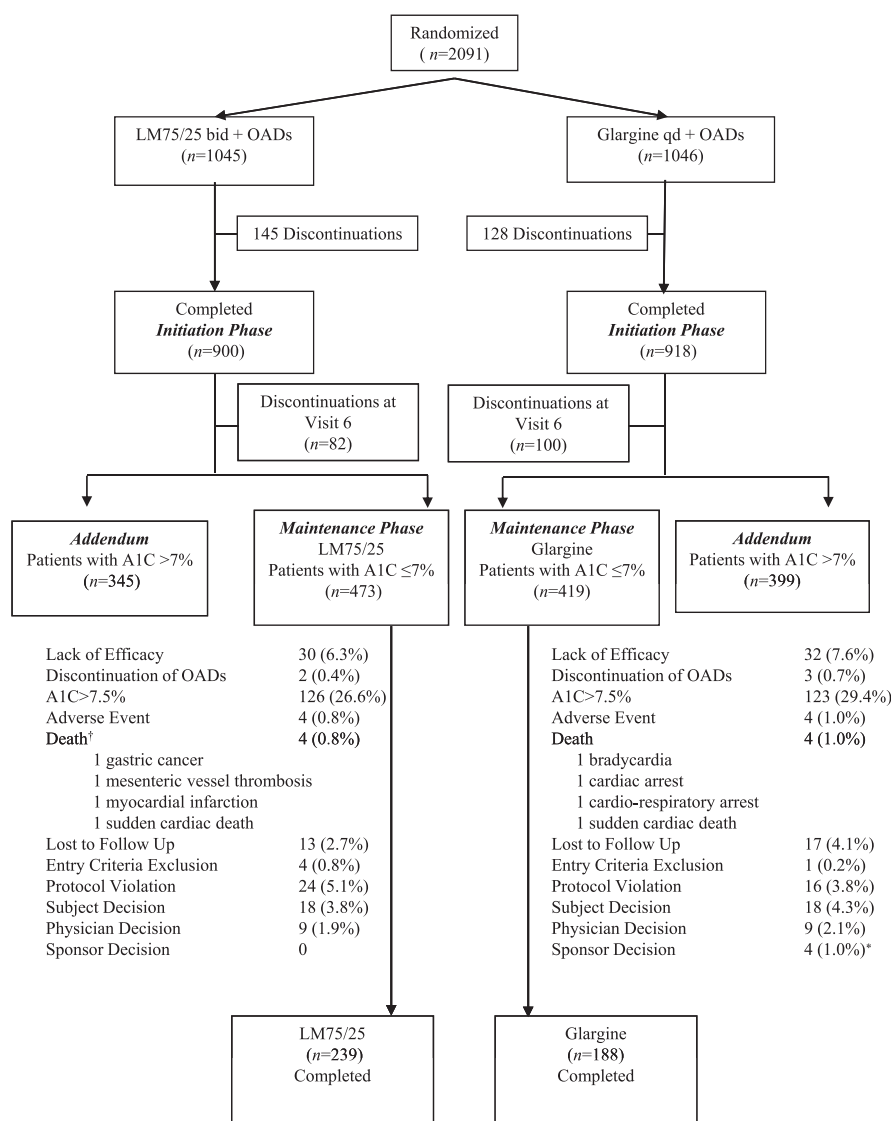 Randomized
( n=2091)
LM75/25 bid + OADs
(n=1045)
Glargine qd + OADs
(n=1046)
145 Discontinuations
128 Discontinuations
Completed
Initiation Phase
(n=900)
Completed
Initiation Phase
(n=918)
Discontinuations at
Visit 6
(n=82)
Discontinuations at
Visit 6
(n=100)
Addendum
Patients with A1C >7%
(n=345)
Maintenance Phase
LM75/25
Patients with A1C ≤7%
(n=473)
Maintenance Phase
Glargine
Patients with A1C ≤7%
(n=419)
Addendum
Patients with A1C >7%
(n=399)
Lack of Efficacy 30 (6.3%)
Discontinuation of OADs 2 (0.4%)
A1C>7.5% 126 (26.6%)
Adverse Event 4 (0.8%)
Death† 4 (0.8%)
1 gastric cancer
1 mesenteric vessel thrombosis
1 myocardial infarction
1 sudden cardiac death
Lost to Follow Up 13 (2.7%)
Entry Criteria Exclusion 4 (0.8%)
Protocol Violation 24 (5.1%)
Subject Decision 18 (3.8%)
Physician Decision 9 (1.9%)
Sponsor Decision 0
Lack of Efficacy 32 (7.6%)
Discontinuation of OADs 3 (0.7%)
A1C>7.5% 123 (29.4%)
Adverse Event 4 (1.0%)
Death 4 (1.0%)
1 bradycardia
1 cardiac arrest
1 cardio-respiratory arrest
1 sudden cardiac death
Lost to Follow Up 17 (4.1%)
Entry Criteria Exclusion 1 (0.2%)
Protocol Violation 16 (3.8%)
Subject Decision 18 (4.3%)
Physician Decision 9 (2.1%)
Sponsor Decision 4 (1.0%)*
LM75/25
(n=239)
Completed
Glargine
(n=188)
Completed